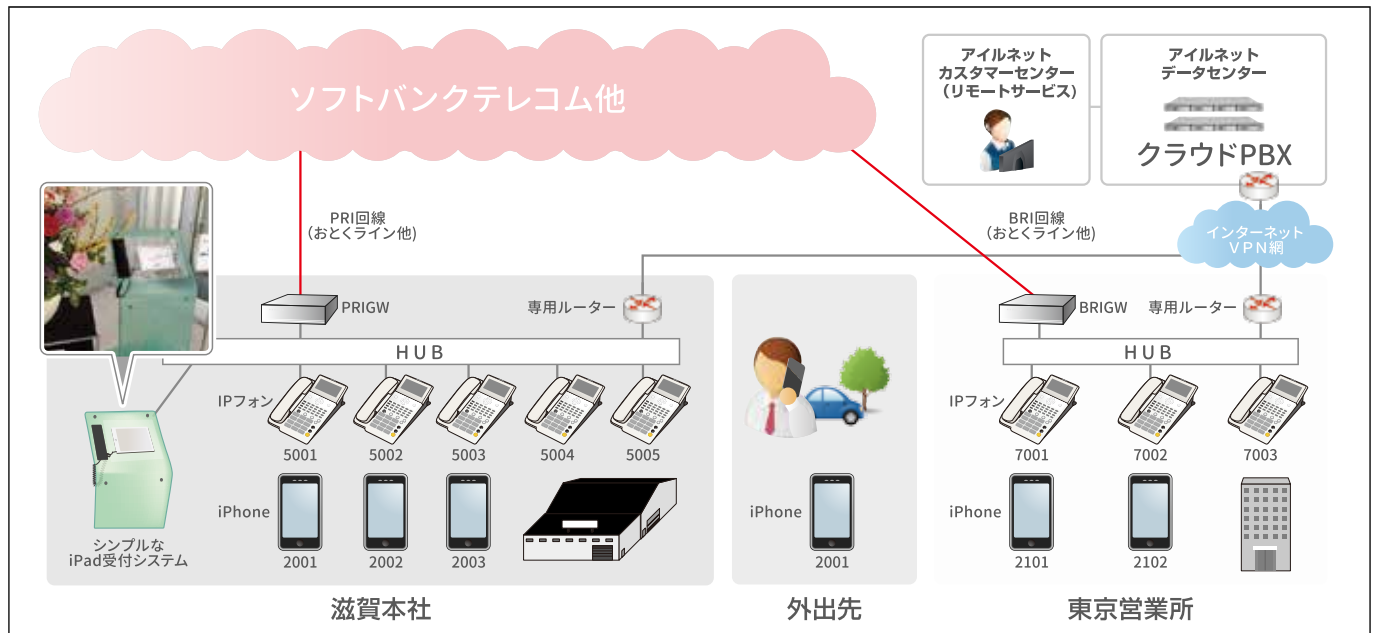 ソフトバンクテレコム他
アイルネット
カスタマーセンター
（リモートサービス）
アイルネット
データセンター
クラウドPBX
PRI回線
（おとくライン他）
BRI回線
（おとくライン他）
インターネット
VPN網
PRIGW
専用ルーター
BRIGW
専用ルーター
HUB
HUB
IPフォン
5001
5002
5003
5004
5005
IPフォン
7001
7002
7003
iPhone
2001
2002
2003
iPhone
2001
iPhone
2101
2102
シンプルな
iPad受付システム
滋賀本社
外出先
東京営業所